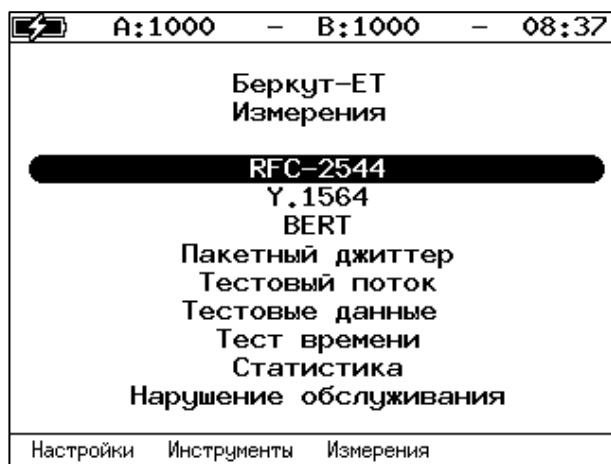 A:1000 – B:1000 – 08:37
Беркут–ET
Измерения
RFC–2544
Y.1564
BERT
Пакетный джиттер
Тестовый поток
Тестовые данные
Тест времени
Статистика
Нарушение обслуживания
Настройки Инструменты Измерения